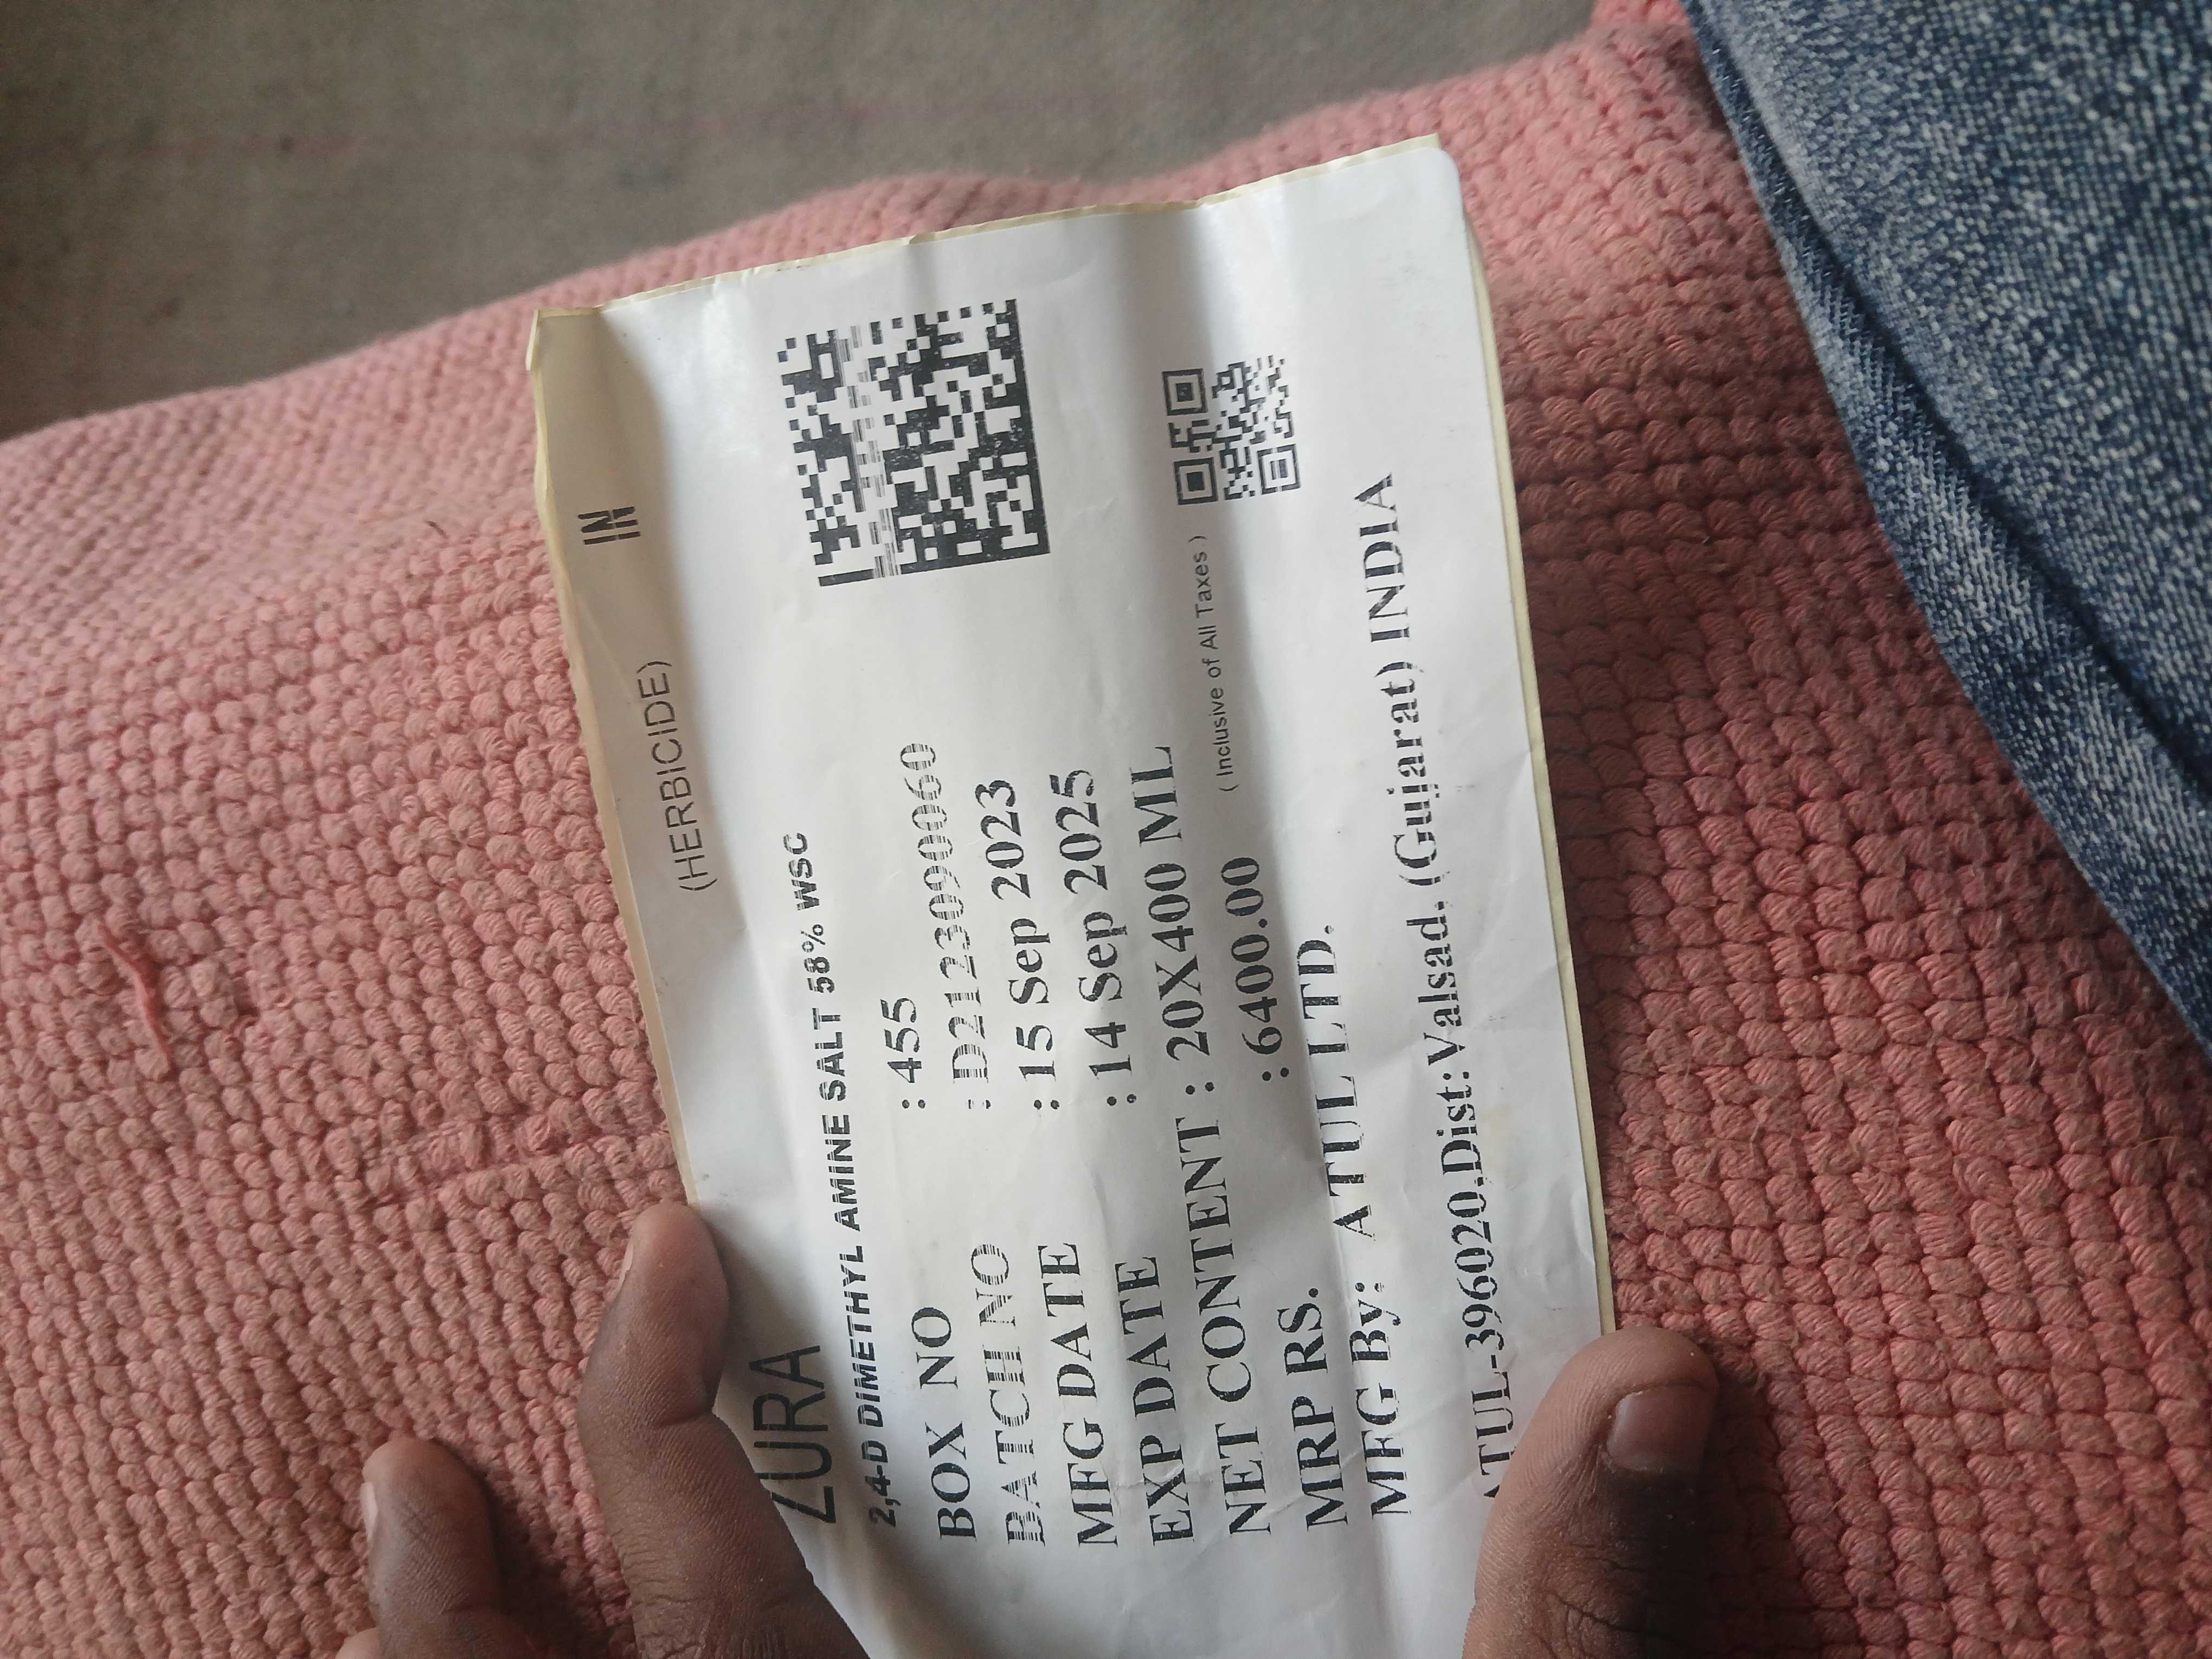 IN
(HERBICIDE)
ZURA
2,4-D DIMETHYL AMINE SALT 58% WSC
BOX NO : 455
BATCH NO : D2123090060
MFG DATE : 15 Sep 2023
EXP DATE : 14 Sep 2025
NET CONTENT : 20X400 ML
MRP RS. : 6400.00 ( Inclusive of All Taxes )
MFG By: ATUL LTD.
ATUL-396020,Dist:Valsad, (Gujarat) INDIA